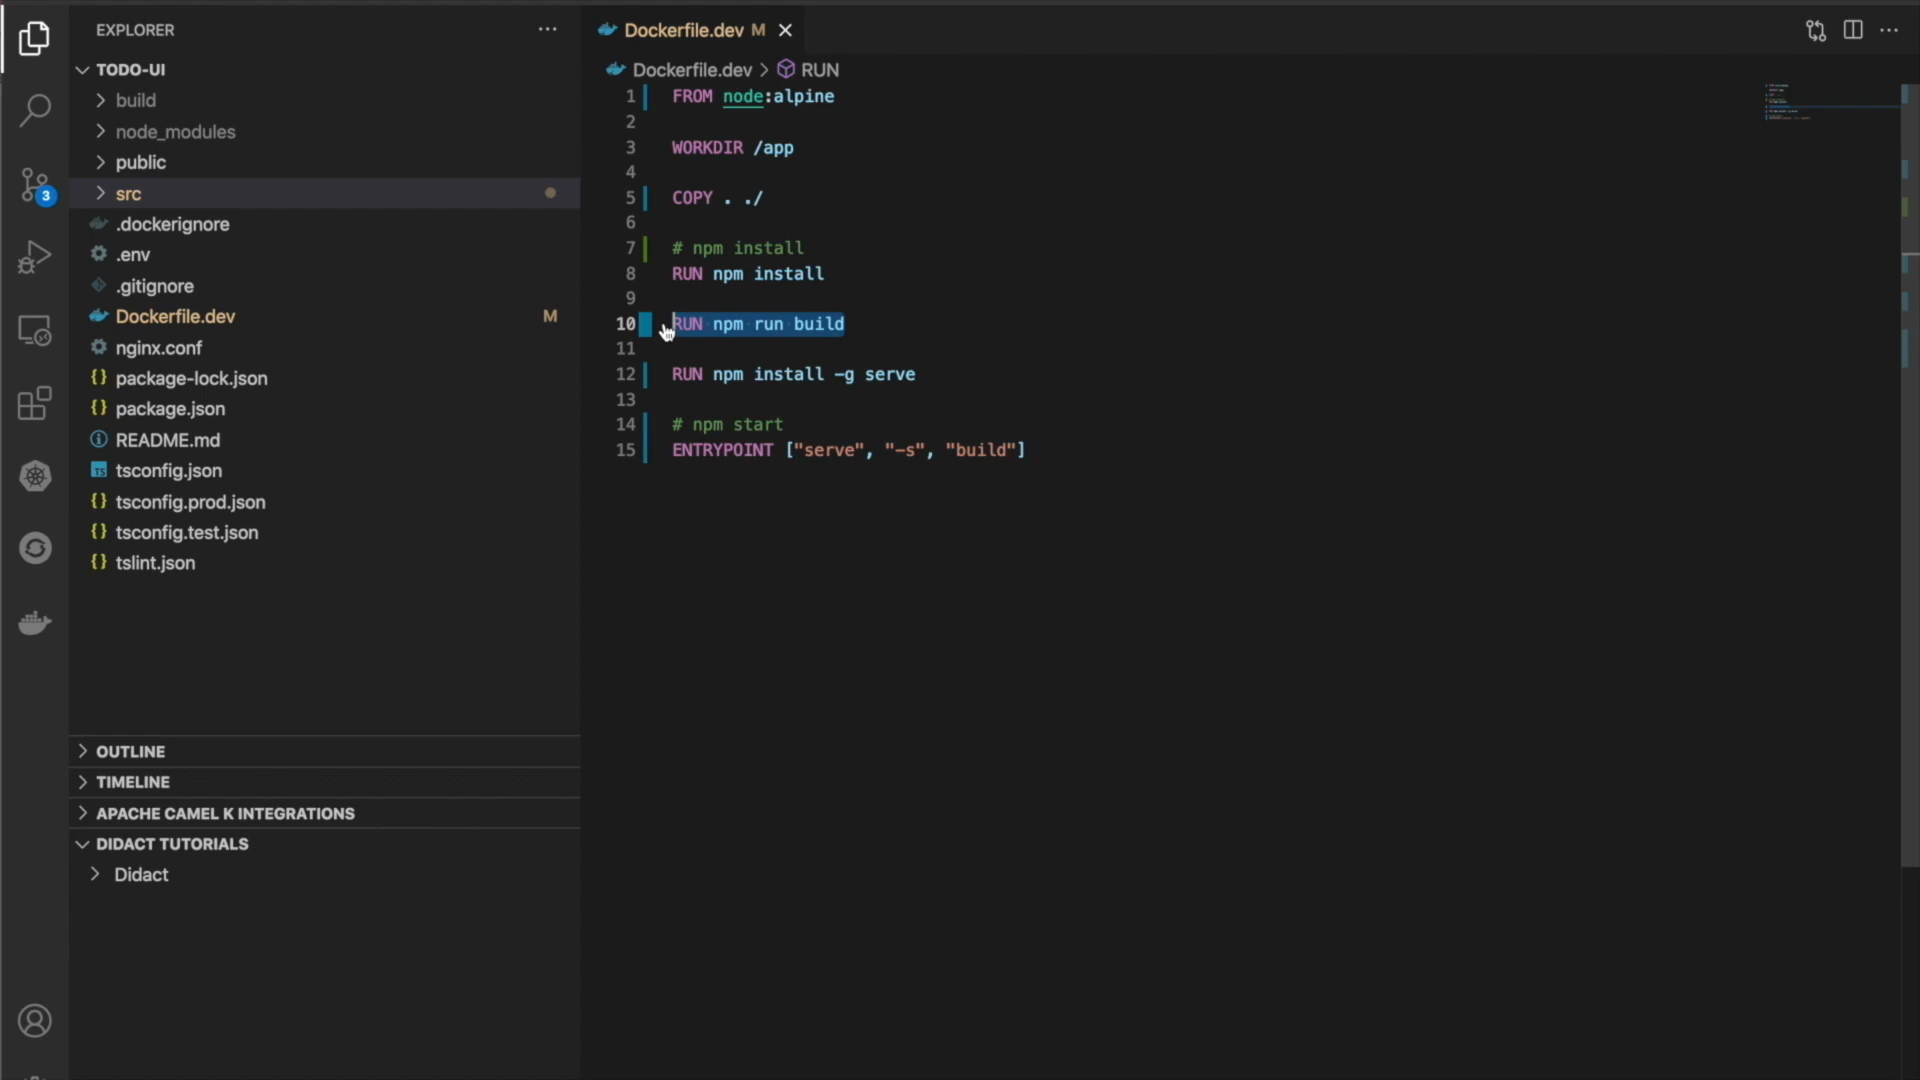 EXPLORER
TODO-UI
build
node_modules
public
src
.dockerignore
.env
.gitignore
Dockerfile.dev M
nginx.conf
{} package-lock.json
{} package.json
README.md
TS tsconfig.json
{} tsconfig.prod.json
{} tsconfig.test.json
{} tslint.json
OUTLINE
TIMELINE
APACHE CAMEL K INTEGRATIONS
DIDACT TUTORIALS
Didact
3
Dockerfile.dev M
Dockerfile.dev > RUN
1 FROM node:alpine
2
3 WORKDIR /app
4
5 COPY . ./
6
7 # npm install
8 RUN npm install
9
10 RUN npm run build
11
12 RUN npm install -g serve
13
14 # npm start
15 ENTRYPOINT ["serve", "-s", "build"]